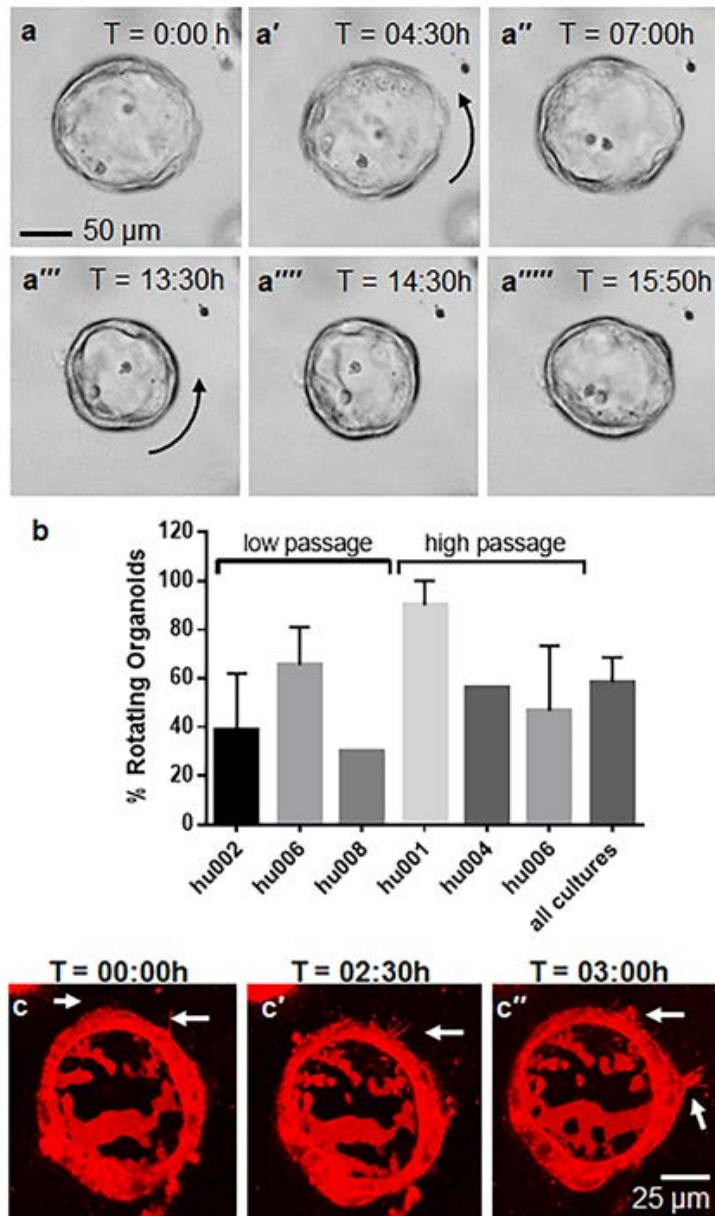 a T = 0:00 h
a' T = 04:30h
a'' T = 07:00h
50 µm
a''' T = 13:30h
a'''' T = 14:30h
a''''' T = 15:50h
b
low passage
high passage
% Rotating Organoids
120
100
80
60
40
20
0
hu002
hu006
hu008
hu001
hu004
hu006
all cultures
T = 00:00h
T = 02:30h
T = 03:00h
c
c'
c''
25 µm